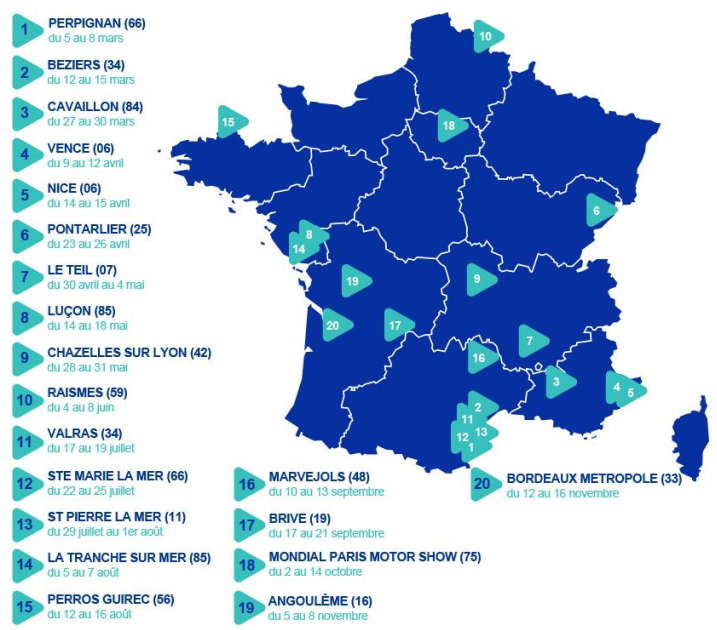 1 PERPIGNAN (66)
du 5 au 8 mars
2 BEZIERS (34)
du 12 au 15 mars
3 CAVAILLON (84)
du 27 au 30 mars
4 VENCE (06)
du 9 au 12 avril
5 NICE (06)
du 14 au 15 avril
6 PONTARLIER (25)
du 23 au 26 avril
7 LE TEIL (07)
du 30 avril au 4 mai
8 LUÇON (85)
du 14 au 18 mai
9 CHAZELLES SUR LYON (42)
du 28 au 31 mai
10 RAISMES (59)
du 4 au 8 juin
11 VALRAS (34)
du 17 au 19 juillet
12 STE MARIE LA MER (66)
du 22 au 25 juillet
13 ST PIERRE LA MER (11)
du 29 juillet au 1er août
14 LA TRANCHE SUR MER (85)
du 5 au 7 août
15 PERROS GUIREC (56)
du 12 au 16 août
16 MARVEJOLS (48)
du 10 au 13 septembre
17 BRIVE (19)
du 17 au 21 septembre
18 MONDIAL PARIS MOTOR SHOW (75)
du 2 au 14 octobre
19 ANGOULÊME (16)
du 5 au 8 novembre
20 BORDEAUX METROPOLE (33)
du 12 au 16 novembre
10
18
15
6
8
14
9
19
20
17
7
16
3
4
5
2
11
13
12
1